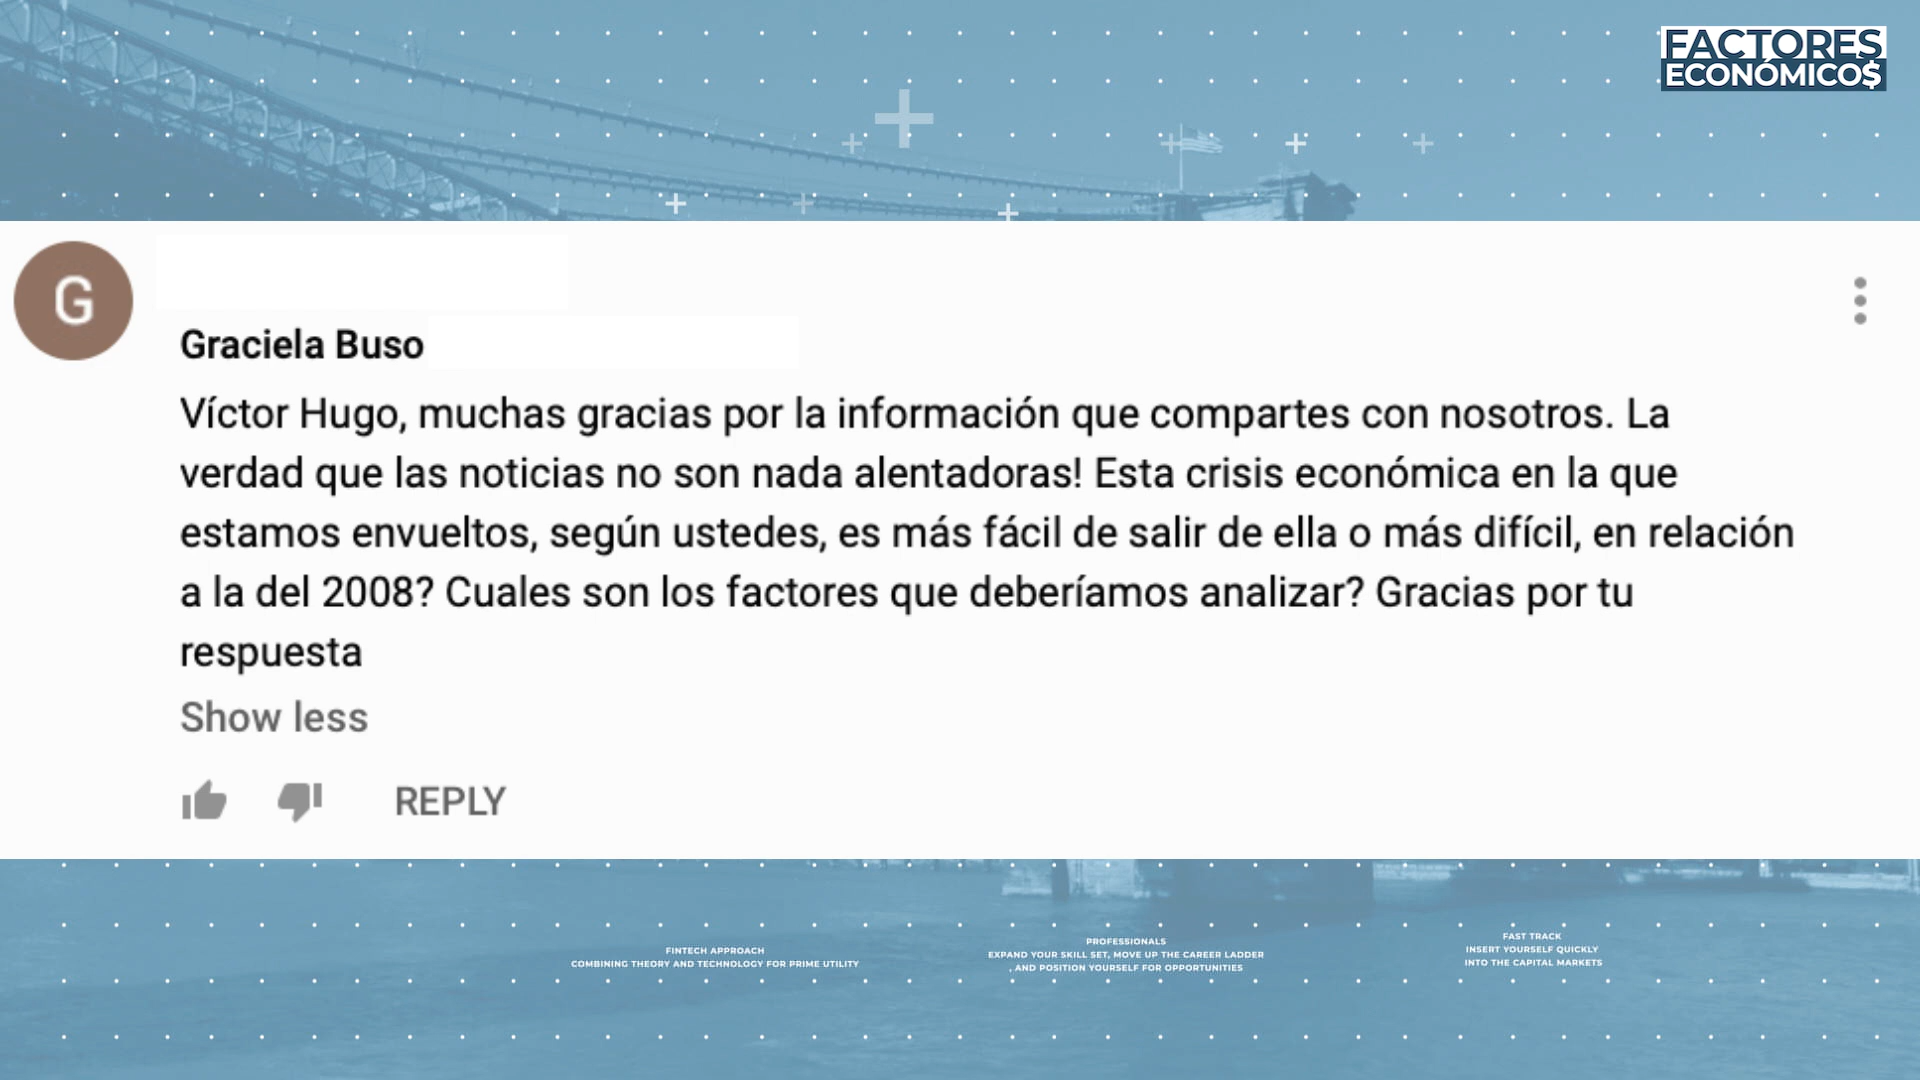 FACTORES
ECONÓMICO$
G
Graciela Buso
Víctor Hugo, muchas gracias por la información que compartes con nosotros. La
verdad que las noticias no son nada alentadoras! Esta crisis económica en la que
estamos envueltos, según ustedes, es más fácil de salir de ella o más difícil, en relación
a la del 2008? Cuales son los factores que deberíamos analizar? Gracias por tu
respuesta
Show less
REPLY
FINTECH APPROACH
COMBINING THEORY AND TECHNOLOGY FOR PRIME UTILITY
PROFESSIONALS
EXPAND YOUR SKILL SET, MOVE UP THE CAREER LADDER
, AND POSITION YOURSELF FOR OPPORTUNITIES
FAST TRACK
INSERT YOURSELF QUICKLY
INTO THE CAPITAL MARKETS